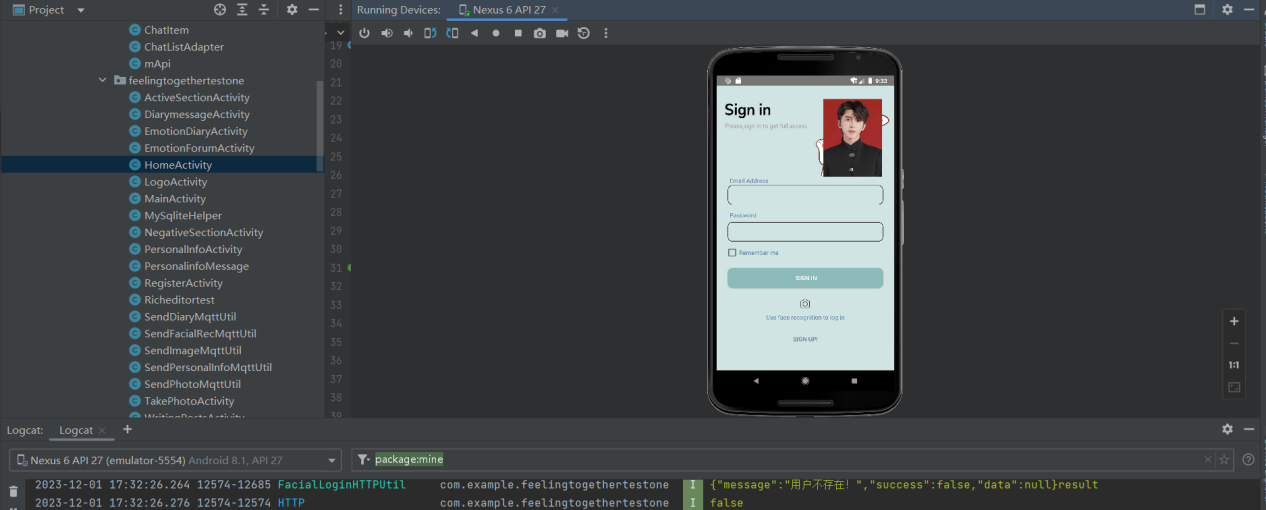 Project
Running Devices:
Nexus 6 API 27
ChatItem
ChatListAdapter
mApi
feelingtogethertestone
ActiveSectionActivity
DiarymessageActivity
EmotionDiaryActivity
EmotionForumActivity
HomeActivity
LogoActivity
MainActivity
MySqliteHelper
NegativeSectionActivity
PersonalInfoActivity
PersonalinfoMessage
RegisterActivity
Richeditortest
SendDiaryMqttUtil
SendFacialRecMqttUtil
SendImageMqttUtil
SendPersonalInfoMqttUtil
SendPhotoMqttUtil
TakePhotoActivity
WritingPostsActivity
19
20
21
22
23
24
25
26
27
28
29
30
31
32
33
34
35
36
37
38
9:33
Sign in
Please,sign in to get full access
Email Address
Password
Remember me
SIGN IN
Use face recognition to log in
SIGN UP!
1:1
Logcat:
Logcat
Nexus 6 API 27 (emulator-5554) Android 8.1, API 27
package:mine
2023-12-01 17:32:26.264 12574-12685 FacialLoginHTTPUtil com.example.feelingtogethertestone I {"message":"用户不存在！","success":false,"data":null}result
2023-12-01 17:32:26.276 12574-12574 HTTP com.example.feelingtogethertestone I false